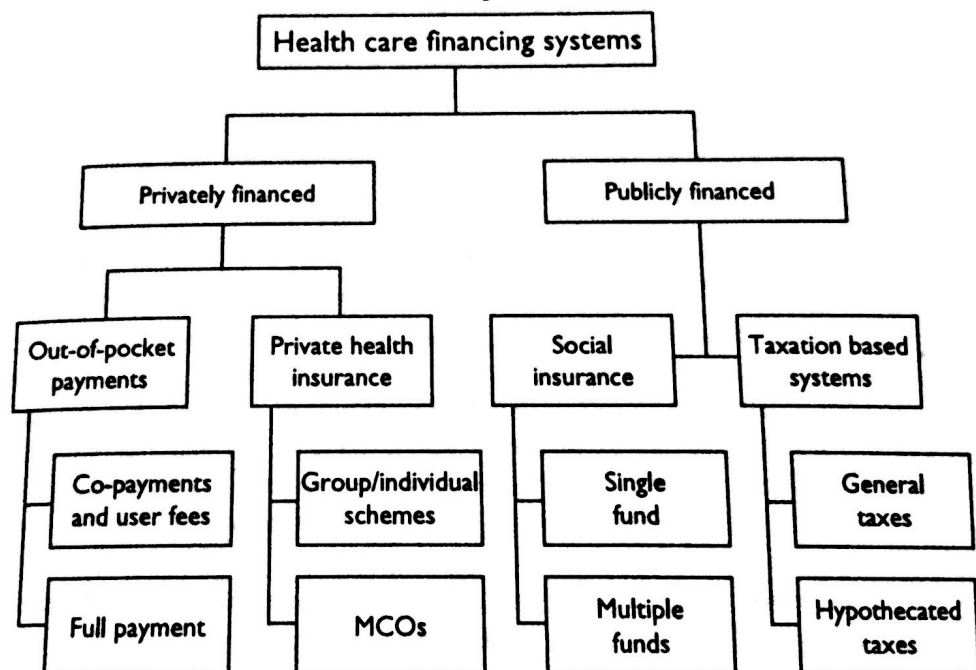 Health care financing systems
Privately financed
Publicly financed
Out-of-pocket
payments
Private health
insurance
Social
insurance
Taxation based
systems
Co-payments
and user fees
Group/individual
schemes
Single
fund
General
taxes
Full payment
MCOs
Multiple
funds
Hypothecated
taxes